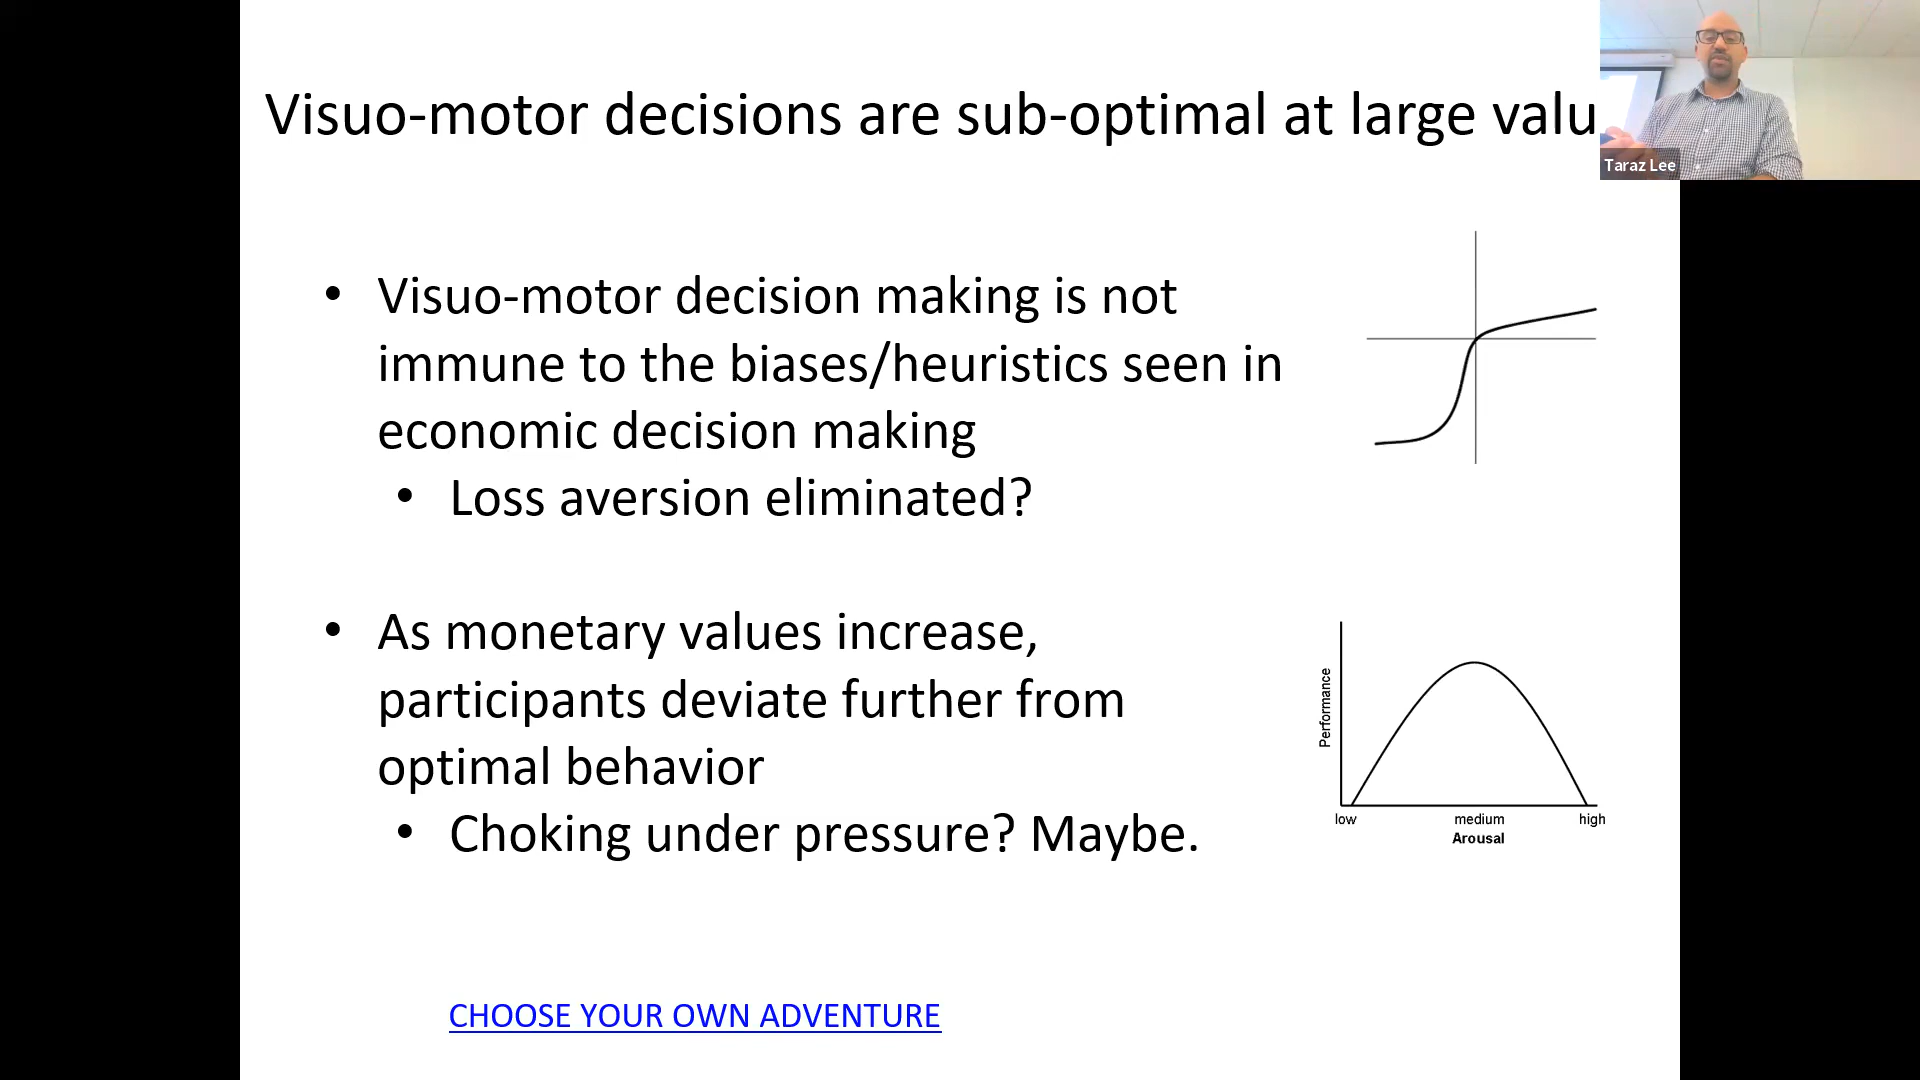 Visuo-motor decisions are sub-optimal at large valu
Taraz Lee
• Visuo-motor decision making is not
immune to the biases/heuristics seen in
economic decision making
• Loss aversion eliminated?
• As monetary values increase,
participants deviate further from
optimal behavior
• Choking under pressure? Maybe.
Performance
low medium high
Arousal
CHOOSE YOUR OWN ADVENTURE